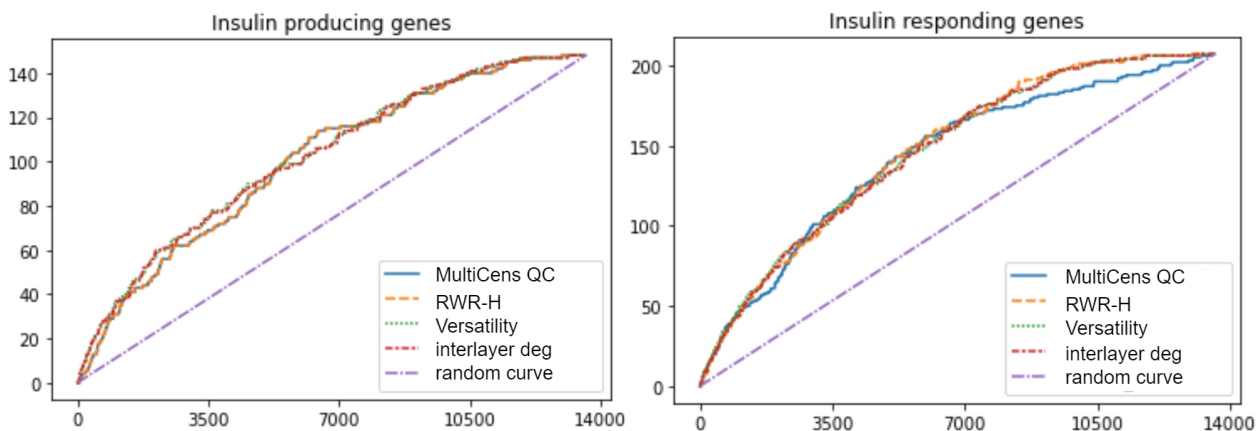 Insulin producing genes
140
120
100
80
60
40
20
0
0 3500 7000 10500 14000
MultiCens QC
RWR-H
Versatility
interlayer deg
random curve
Insulin responding genes
200
150
100
50
0
0 3500 7000 10500 14000
MultiCens QC
RWR-H
Versatility
interlayer deg
random curve